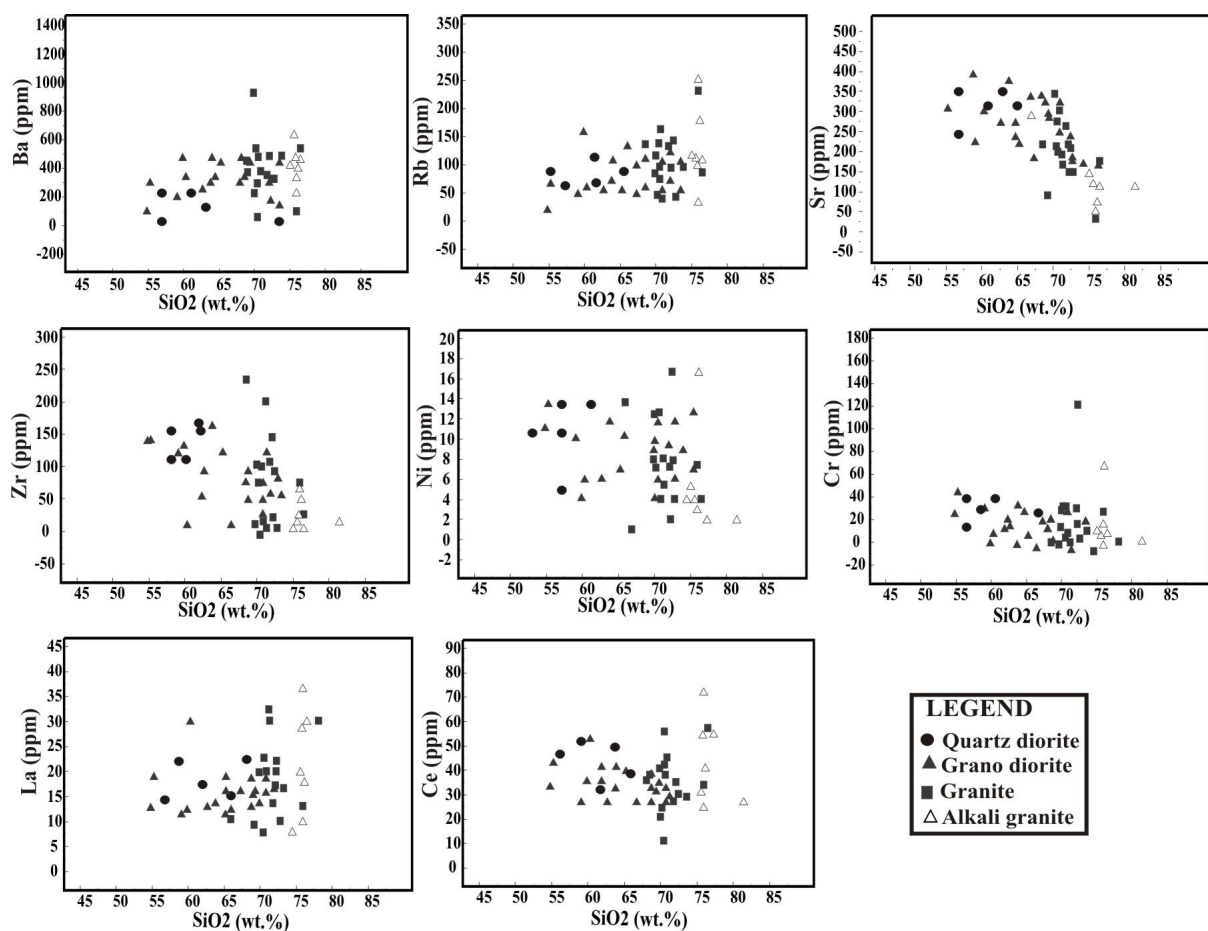 Ba (ppm)
1400
1200
1000
800
600
400
200
0
200
45 50 55 60 65 70 75 80 85
SiO2 (wt.%)
Rb (ppm)
350
300
250
200
150
100
50
0
-50
45 50 55 60 65 70 75 80 85
SiO2 (wt.%)
Sr (ppm)
500
450
400
350
300
250
200
150
100
50
0
-50
45 50 55 60 65 70 75 80 85
SiO2 (wt.%)
Zr (ppm)
300
250
200
150
100
50
0
-50
45 50 55 60 65 70 75 80 85
SiO2 (wt.%)
Ni (ppm)
20
18
16
14
12
10
8
6
4
2
0
-2
45 50 55 60 65 70 75 80 85
SiO2 (wt.%)
Cr (ppm)
180
160
140
120
100
80
60
40
20
0
-20
45 50 55 60 65 70 75 80 85
SiO2 (wt.%)
La (ppm)
45
40
35
30
25
20
15
10
5
0
45 50 55 60 65 70 75 80 85
SiO2 (wt.%)
Ce (ppm)
90
80
70
60
50
40
30
20
10
0
45 50 55 60 65 70 75 80 85
SiO2 (wt.%)
LEGEND
Quartz diorite
Grano diorite
Granite
Alkali granite